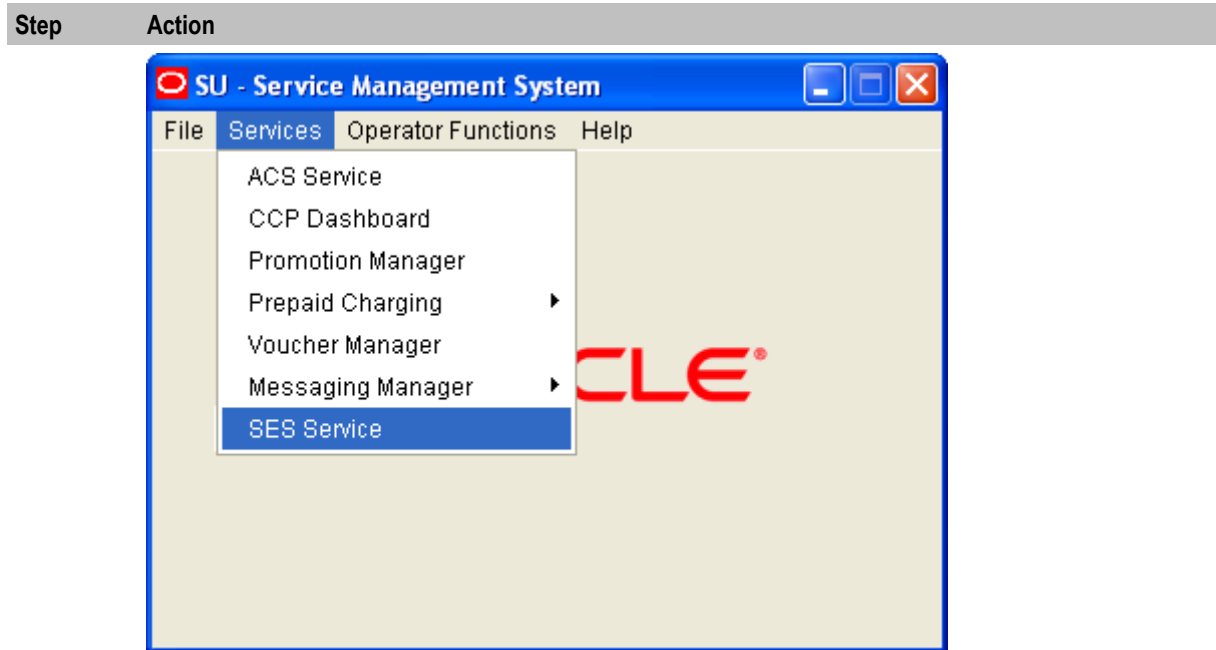 Step Action
SU - Service Management System
File Services Operator Functions Help
ACS Service
CCP Dashboard
Promotion Manager
Prepaid Charging
Voucher Manager
Messaging Manager
CLE®
SES Service